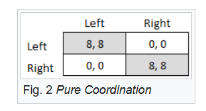 Left Right
Left 8, 8 0, 0
Right 0, 0 8, 8
Fig. 2 Pure Coordination